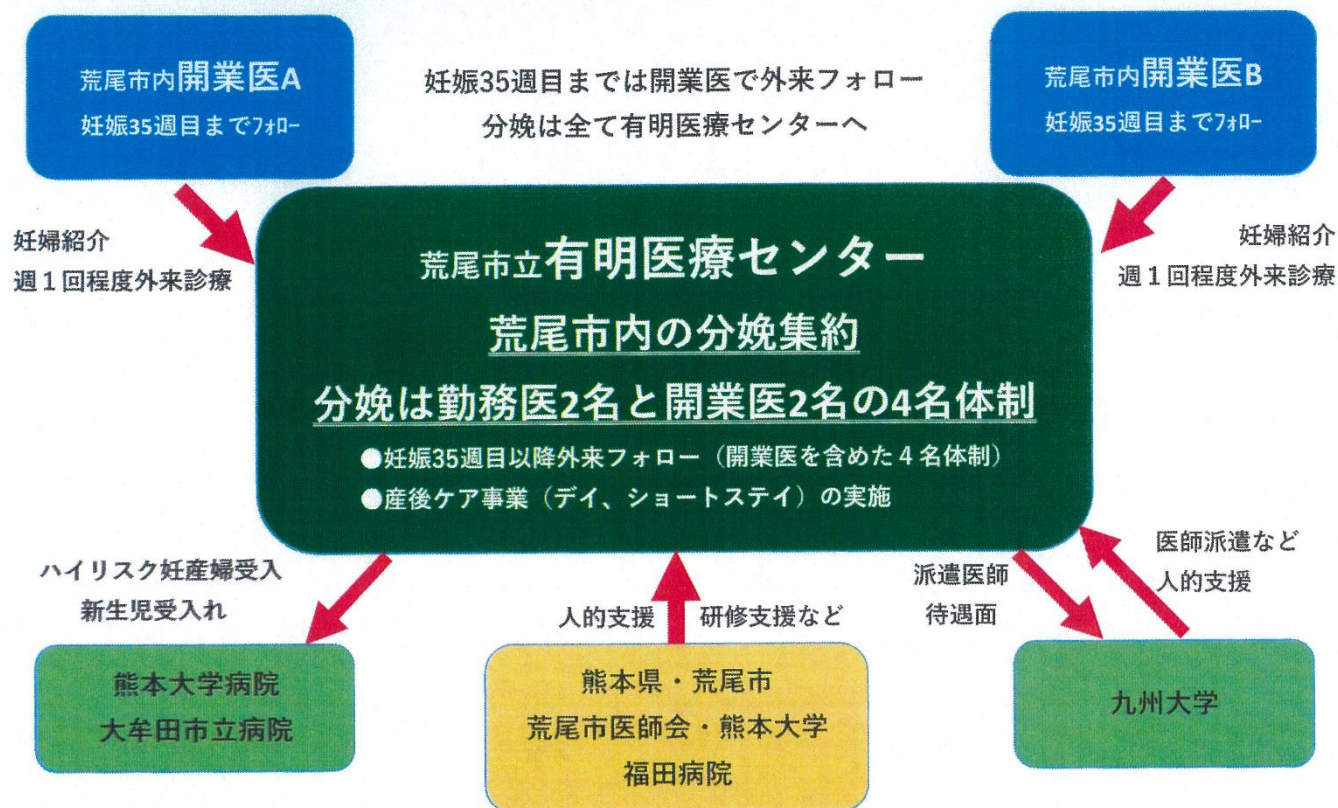 荒尾市内開業医A
妊娠35週目までﾌｫﾛｰ
妊娠35週目までは開業医で外来フォロー
分娩は全て有明医療センターへ
荒尾市内開業医B
妊娠35週目までﾌｫﾛｰ
妊婦紹介
週1回程度外来診療
妊婦紹介
週1回程度外来診療
荒尾市立有明医療センター
荒尾市内の分娩集約
分娩は勤務医2名と開業医2名の4名体制
●妊娠35週目以降外来フォロー（開業医を含めた4名体制）
●産後ケア事業（デイ、ショートステイ）の実施
ハイリスク妊産婦受入
新生児受入れ
人的支援
研修支援など
派遣医師
待遇面
医師派遣など
人的支援
熊本大学病院
大牟田市立病院
熊本県・荒尾市
荒尾市医師会・熊本大学
福田病院
九州大学